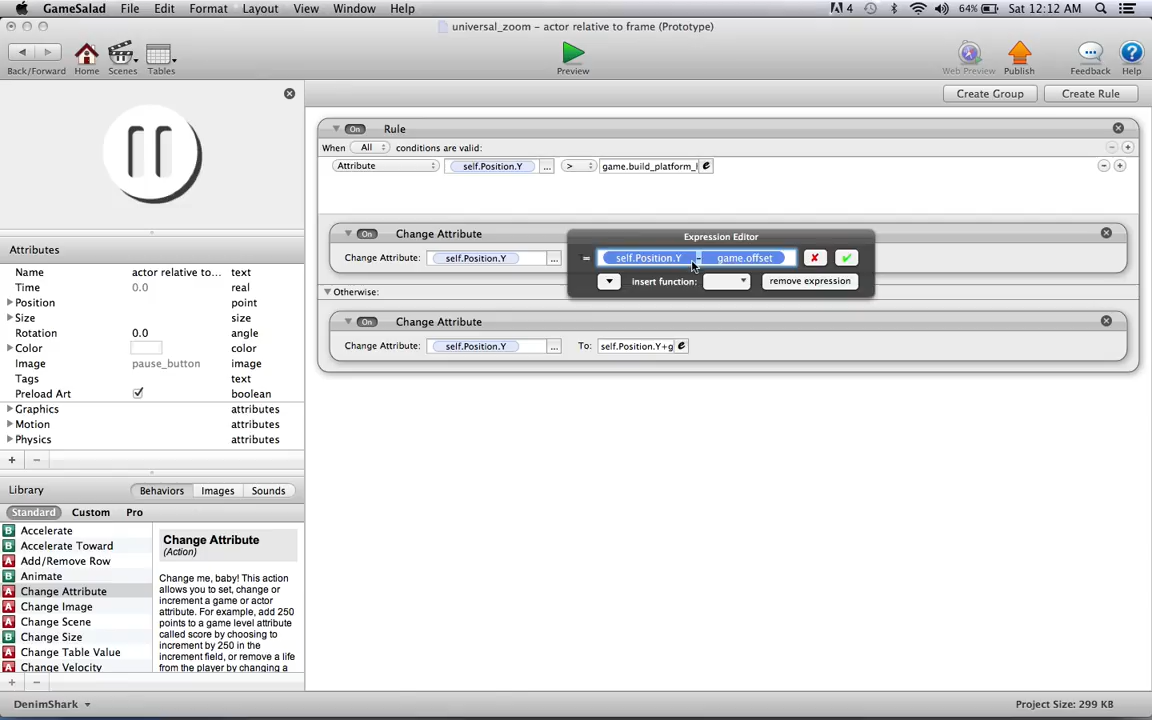 GameSalad File Edit Format Layout View Window Help 4 64% Sat 12:12 AM
universal_zoom – actor relative to frame (Prototype)
Back/Forward Home Scenes Tables Preview Web Preview Publish Feedback Help
Create Group Create Rule
On Rule
When All conditions are valid:
Attribute self.Position.Y ... > game.build_platform_l e
On Change Attribute
Change Attribute: self.Position.Y ...
Expression Editor
= self.Position.Y - game.offset
Insert function: remove expression
Otherwise:
On Change Attribute
Change Attribute: self.Position.Y ... To: self.Position.Y+g e
Attributes
Name actor relative to... text
Time 0.0 real
Position point
Size size
Rotation 0.0 angle
Color color
Image pause_button image
Tags text
Preload Art boolean
Graphics attributes
Motion attributes
Physics attributes
Library Behaviors Images Sounds
Standard Custom Pro
B Accelerate
B Accelerate Toward
A Add/Remove Row
B Animate
A Change Attribute
A Change Image
A Change Scene
B Change Size
A Change Table Value
A Change Velocity
Change Attribute
(Action)
Change me, baby! This action
allows you to set, change or
increment a game or actor
attribute. For example, add 250
points to a game level attribute
called score by choosing to
increment by 250 in the
increment field, or remove a life
from the player by changing a
DenimShark Project Size: 299 KB